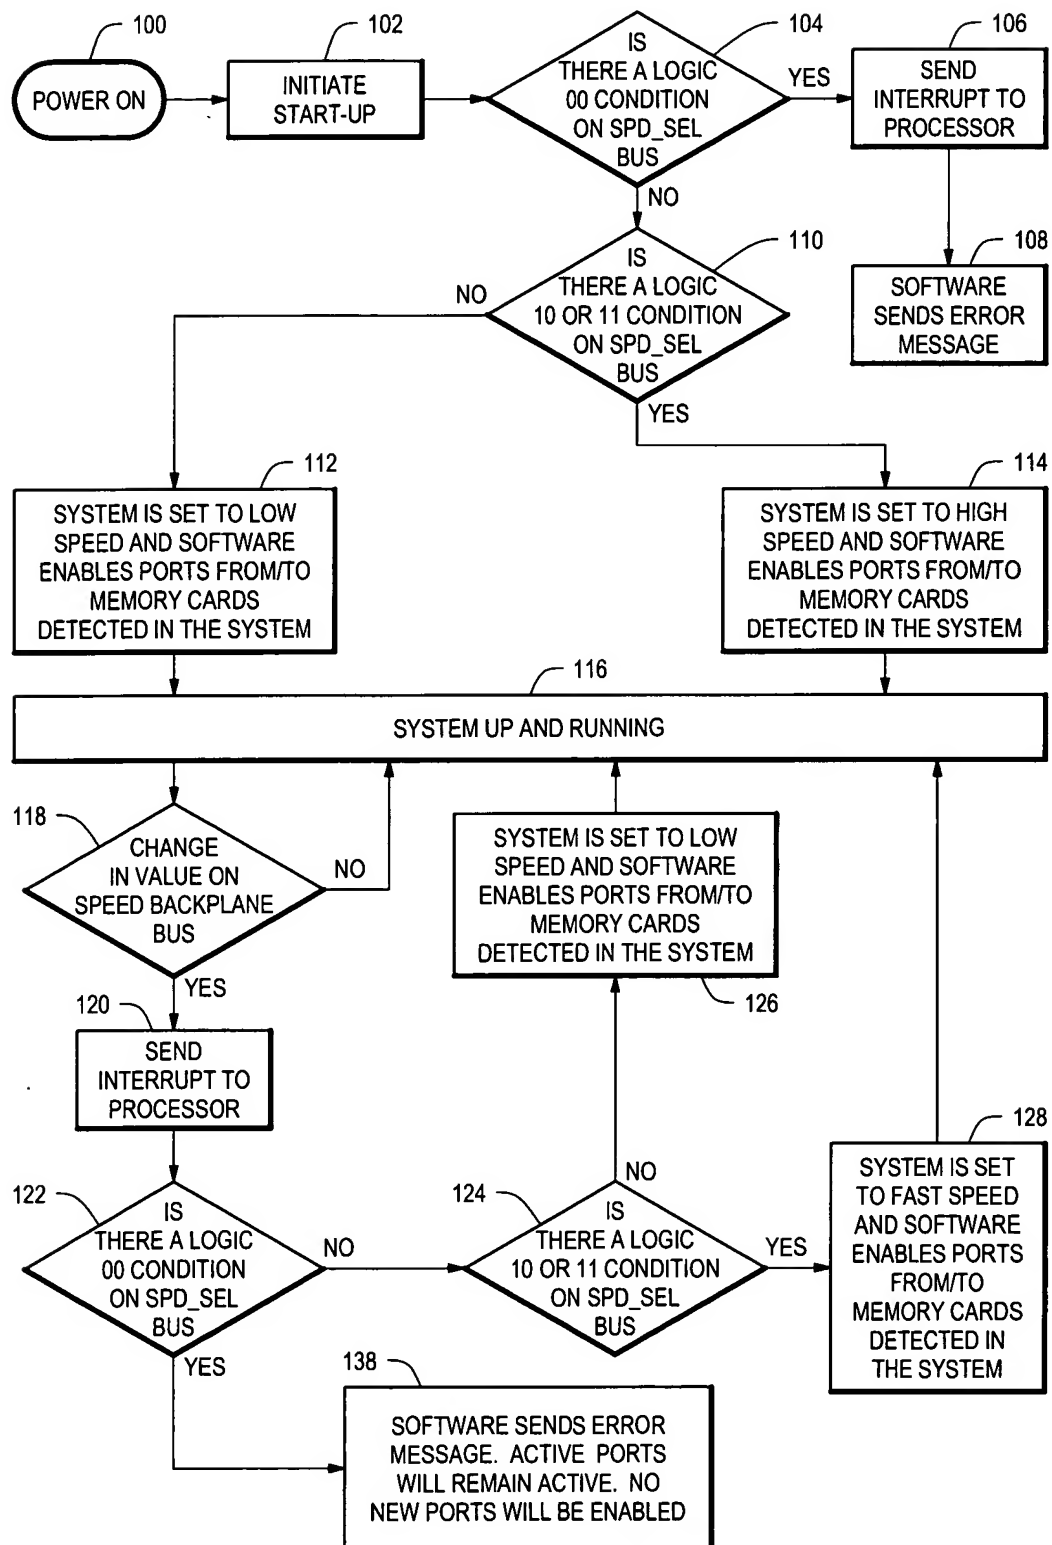 100
POWER ON
102
INITIATE
START-UP
104
IS
THERE A LOGIC
00 CONDITION
ON SPD_SEL
BUS
YES
NO
106
SEND
INTERRUPT TO
PROCESSOR
108
SOFTWARE
SENDS ERROR
MESSAGE
110
IS
THERE A LOGIC
10 OR 11 CONDITION
ON SPD_SEL
BUS
NO
YES
112
SYSTEM IS SET TO LOW
SPEED AND SOFTWARE
ENABLES PORTS FROM/TO
MEMORY CARDS
DETECTED IN THE SYSTEM
114
SYSTEM IS SET TO HIGH
SPEED AND SOFTWARE
ENABLES PORTS FROM/TO
MEMORY CARDS
DETECTED IN THE SYSTEM
116
SYSTEM UP AND RUNNING
118
CHANGE
IN VALUE ON
SPEED BACKPLANE
BUS
NO
YES
120
SEND
INTERRUPT TO
PROCESSOR
122
IS
THERE A LOGIC
00 CONDITION
ON SPD_SEL
BUS
NO
YES
124
IS
THERE A LOGIC
10 OR 11 CONDITION
ON SPD_SEL
BUS
NO
YES
SYSTEM IS SET TO LOW
SPEED AND SOFTWARE
ENABLES PORTS FROM/TO
MEMORY CARDS
DETECTED IN THE SYSTEM
126
128
SYSTEM IS SET
TO FAST SPEED
AND SOFTWARE
ENABLES PORTS
FROM/TO
MEMORY CARDS
DETECTED IN
THE SYSTEM
138
SOFTWARE SENDS ERROR
MESSAGE. ACTIVE PORTS
WILL REMAIN ACTIVE. NO
NEW PORTS WILL BE ENABLED